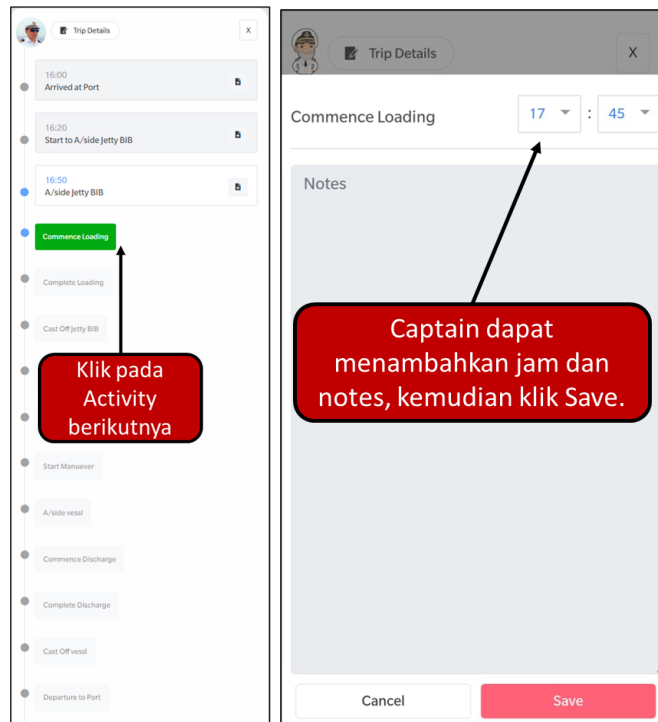 Trip Details
X
16:00
Arrived at Port
16:20
Start to A/side Jetty BIB
16:50
A/side Jetty BIB
Commence Loading
Complete Loading
Cast Off Jetty BIB
Klik pada
Activity
berikutnya
Start Manuever
A/side vessl
Commence Discharge
Complete Discharge
Cast Off vessl
Departure to Port
Trip Details
X
Commence Loading
17 : 45
Notes
Captain dapat
menambahkan jam dan
notes, kemudian klik Save.
Cancel
Save